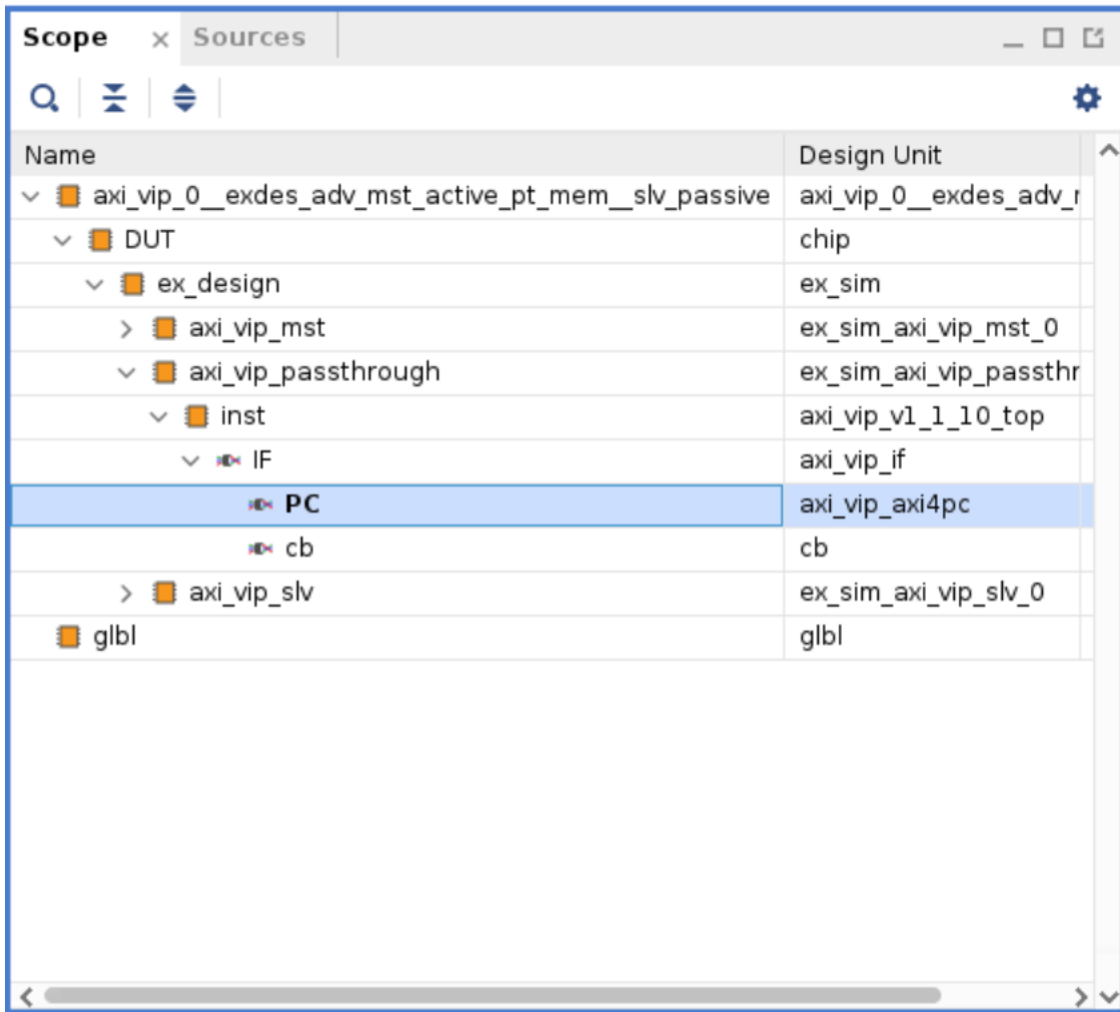 Scope Sources
Name Design Unit
axi_vip_0__exdes_adv_mst_active_pt_mem__slv_passive axi_vip_0__exdes_adv_
DUT chip
ex_design ex_sim
axi_vip_mst ex_sim_axi_vip_mst_0
axi_vip_passthrough ex_sim_axi_vip_passthr
inst axi_vip_v1_1_10_top
IF axi_vip_if
PC axi_vip_axi4pc
cb cb
axi_vip_slv ex_sim_axi_vip_slv_0
glbl glbl